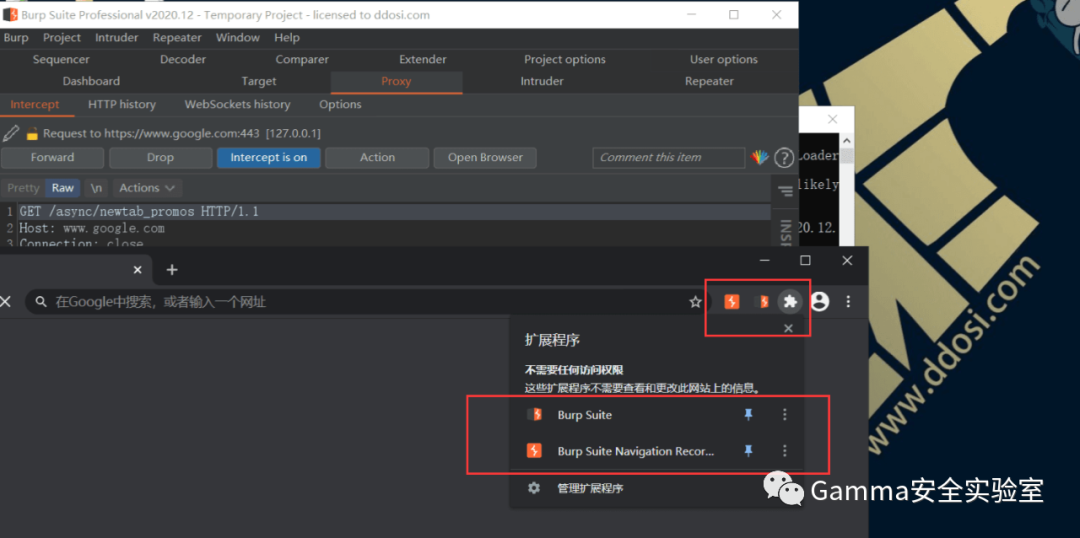 Burp Suite Professional v2020.12 - Temporary Project - licensed to ddosi.com
Burp Project Intruder Repeater Window Help
Sequencer Decoder Comparer Extender Project options User options
Dashboard Target Proxy Intruder Repeater
Intercept HTTP history WebSockets history Options
Request to https://www.google.com:443 [127.0.0.1]
Forward Drop Intercept is on Action Open Browser Comment this item
Pretty Raw \n Actions
1 GET /async/newtab_promos HTTP/1.1
2 Host: www.google.com
3 Connection: close
INS
Loader
likely
20.12.
在Google中搜索，或者输入一个网址
扩展程序
不需要任何访问权限
这些扩展程序不需要查看和更改此网站上的信息。
Burp Suite
Burp Suite Navigation Recor...
管理扩展程序
www.ddosi.com
Gamma安全实验室